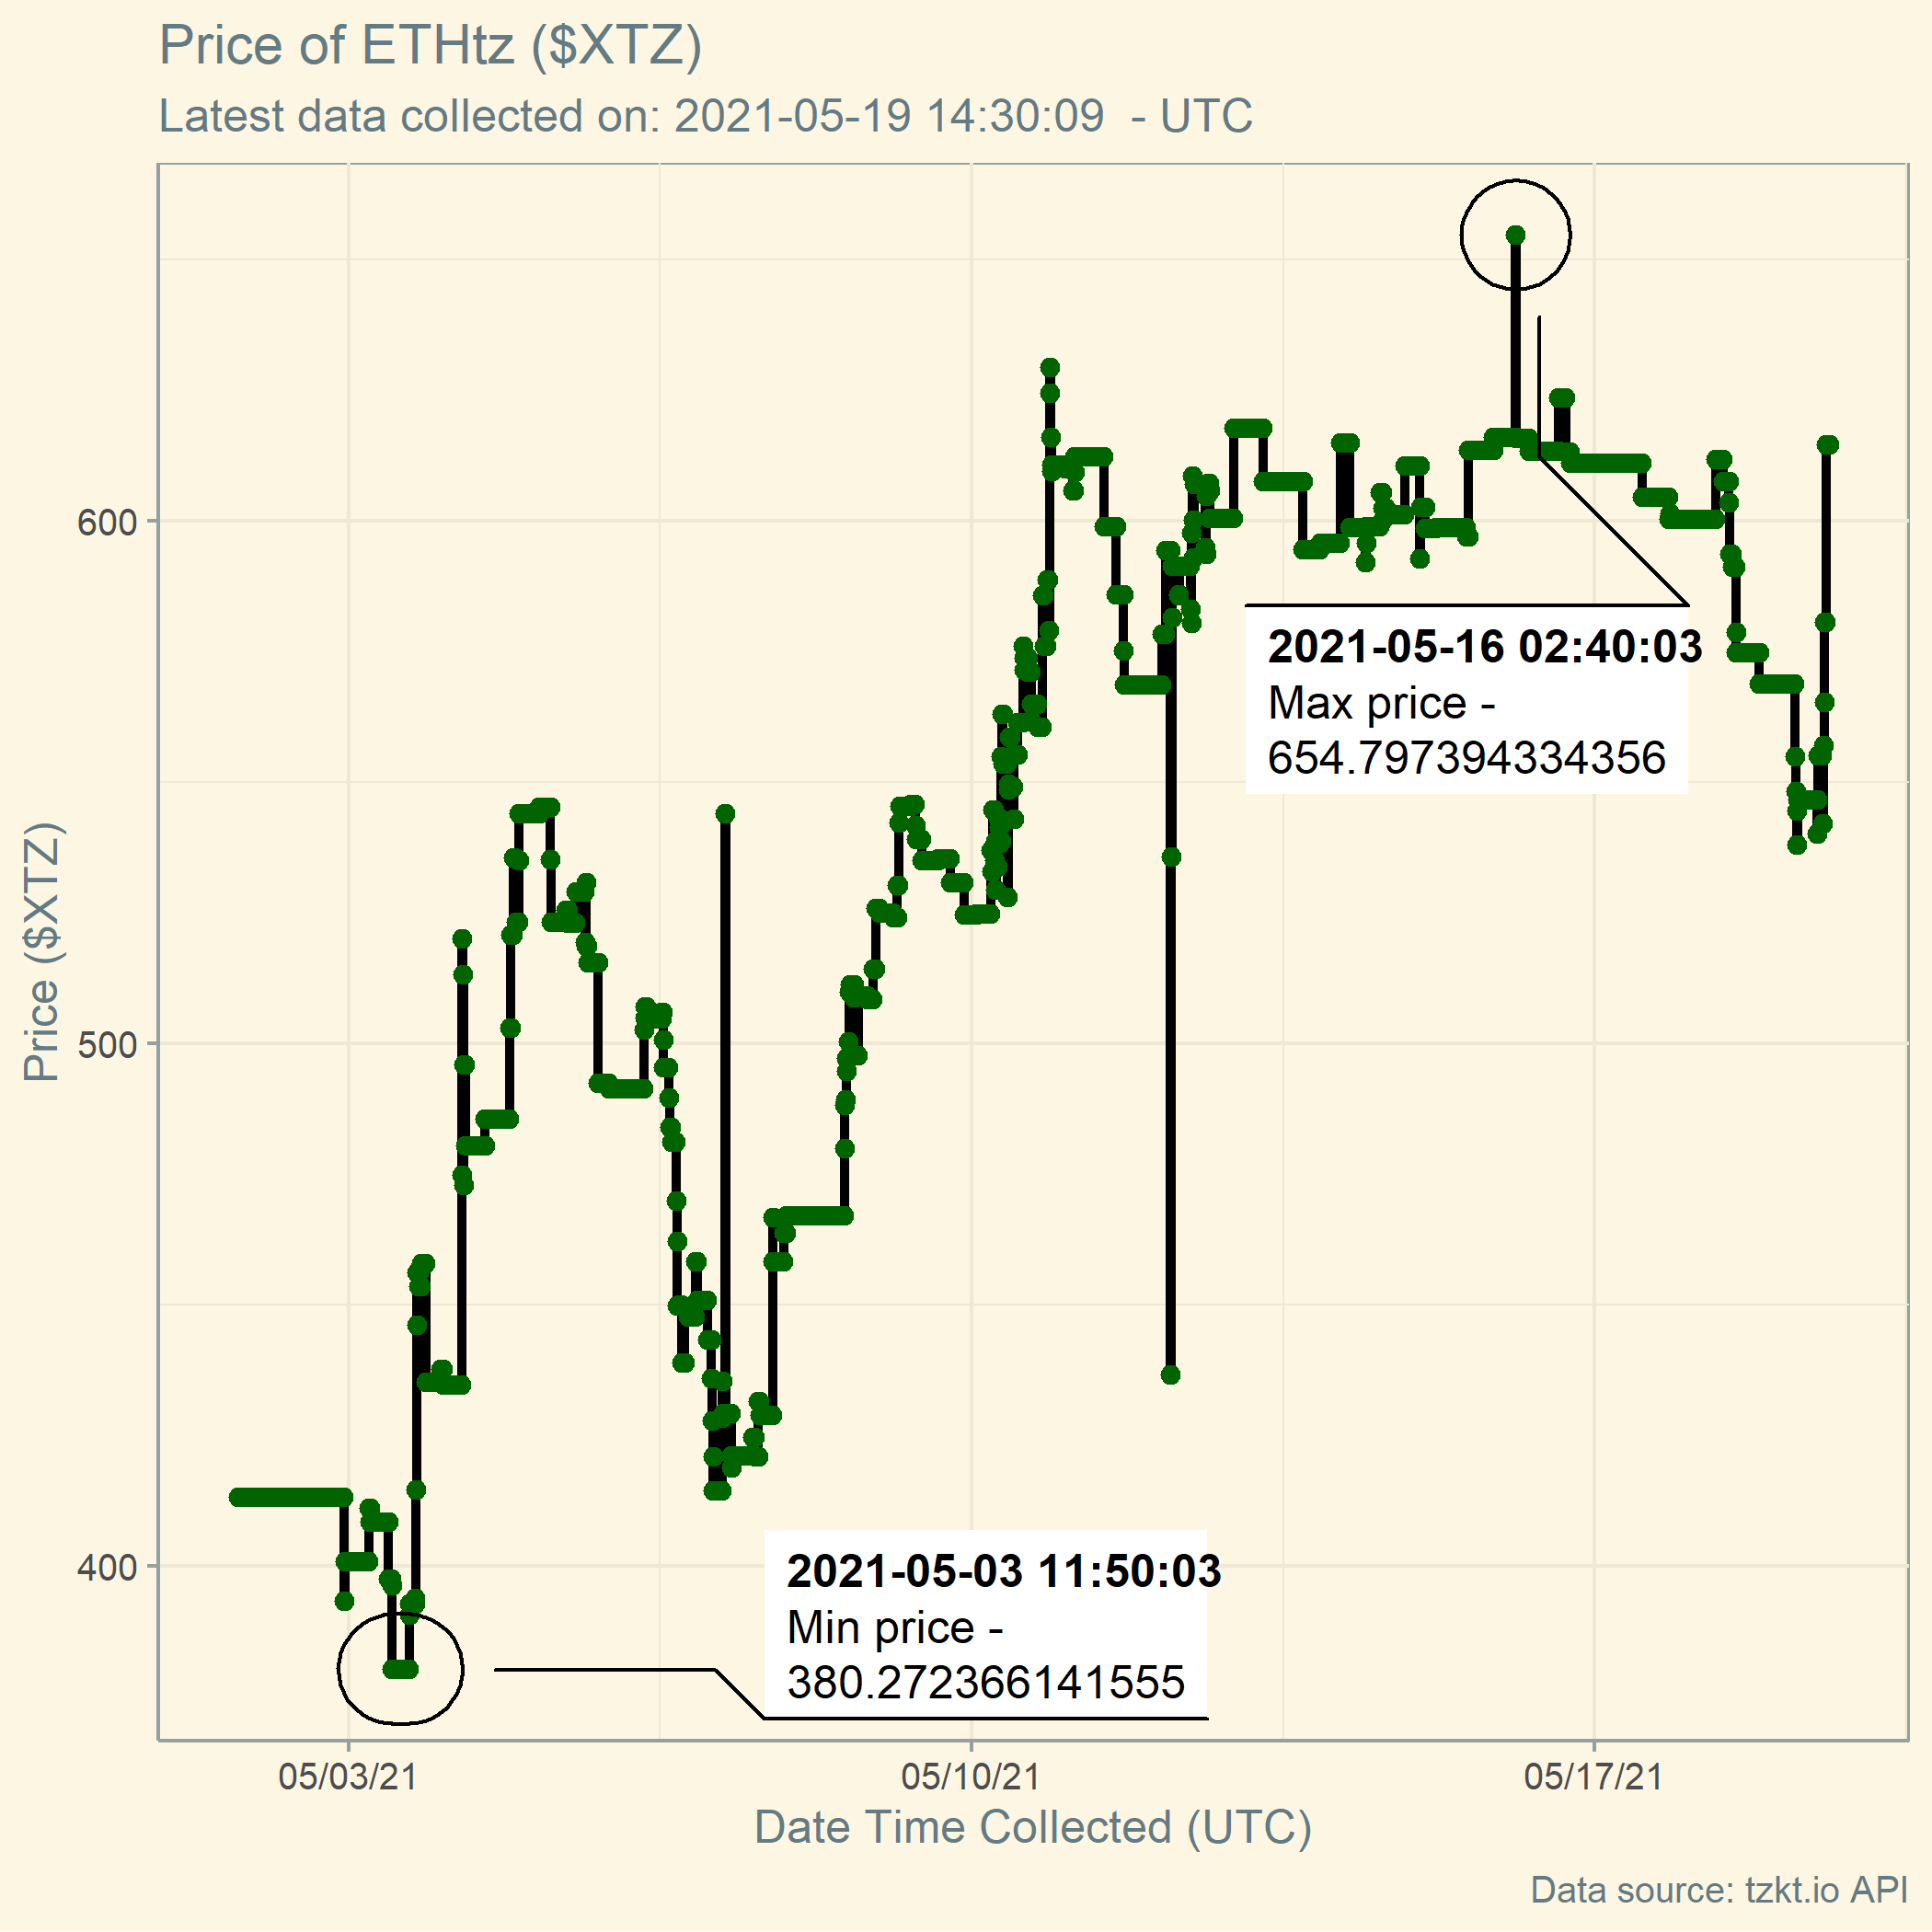 Price of ETHtz ($XTZ)
Latest data collected on: 2021-05-19 14:30:09  - UTC
Price ($XTZ)
600
500
400
2021-05-16 02:40:03
Max price -
654.797394334356
2021-05-03 11:50:03
Min price -
380.272366141555
05/03/21
05/10/21
05/17/21
Date Time Collected (UTC)
Data source: tzkt.io API